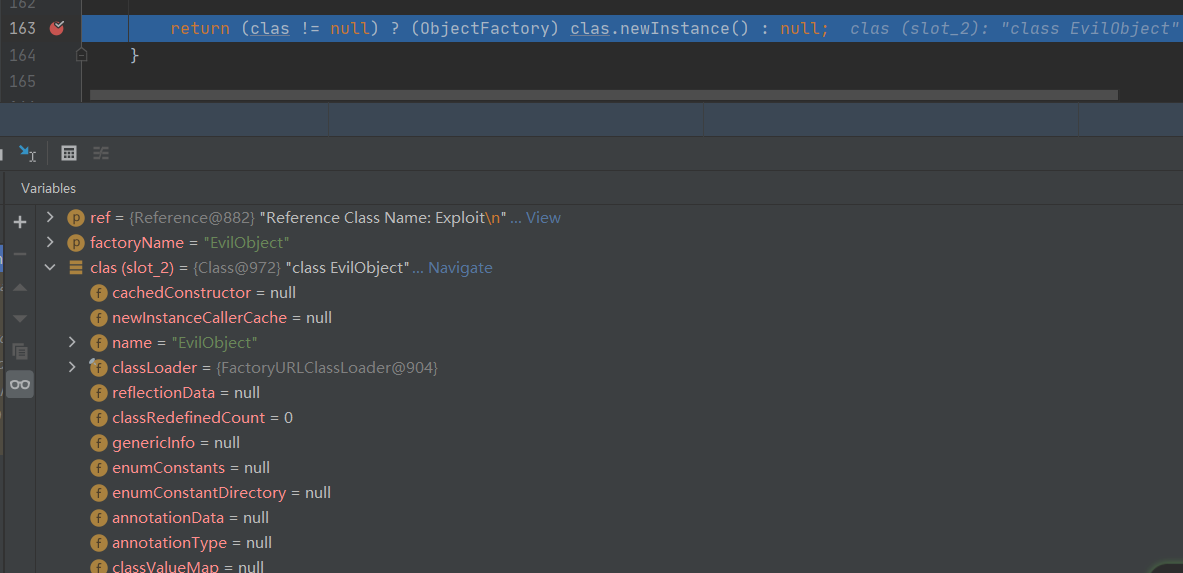 162
163 return (clas != null) ? (ObjectFactory) clas.newInstance() : null; clas (slot_2): "class EvilObject"
164 }
165
Variables
ref = {Reference@882} "Reference Class Name: Exploit\n" ... View
factoryName = "EvilObject"
clas (slot_2) = {Class@972} "class EvilObject" ... Navigate
cachedConstructor = null
newInstanceCallerCache = null
name = "EvilObject"
classLoader = {FactoryURLClassLoader@904}
reflectionData = null
classRedefinedCount = 0
genericInfo = null
enumConstants = null
enumConstantDirectory = null
annotationData = null
annotationType = null
classValueMap = null